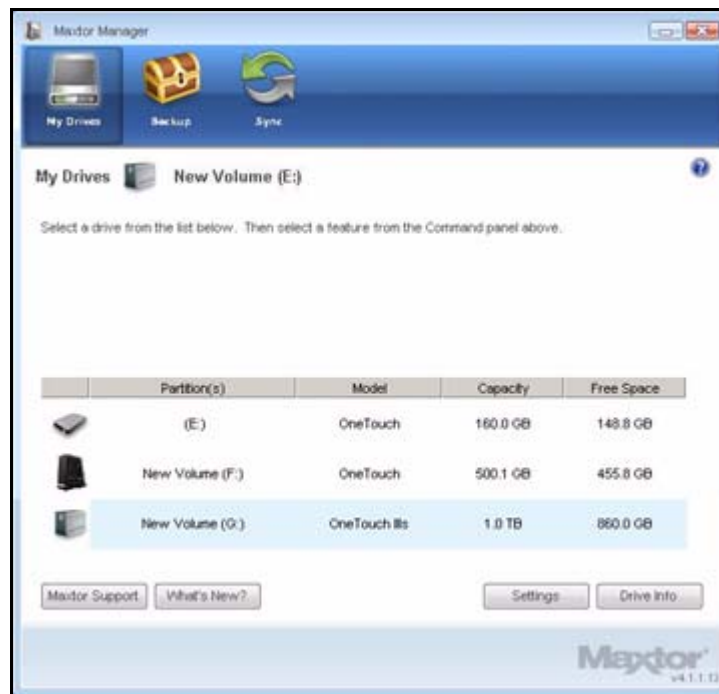 Maxtor Manager
My Drives Backup Sync
My Drives New Volume (E:)
Select a drive from the list below. Then select a feature from the Command panel above.
Partition(s) Model Capacity Free Space
(E:) OneTouch 160.0 GB 148.8 GB
New Volume (F:) OneTouch 500.1 GB 455.8 GB
New Volume (G:) OneTouch IIIs 1.0 TB 860.0 GB
Maxtor Support What's New? Settings Drive Info
Maxtor